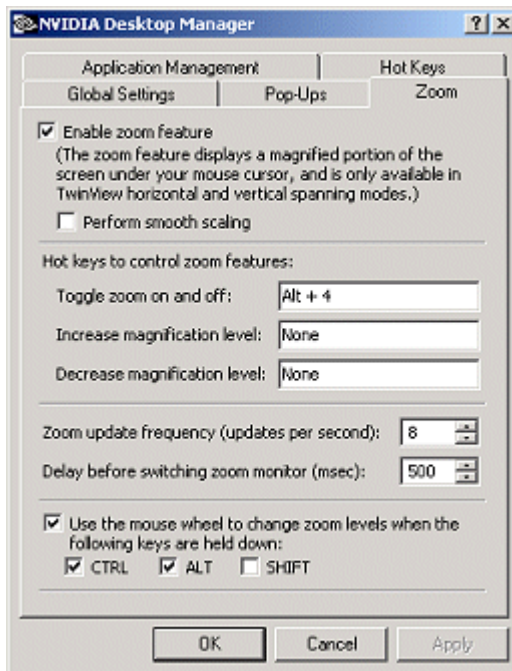 NVIDIA Desktop Manager
Application Management Hot Keys
Global Settings Pop-Ups Zoom
Enable zoom feature
(The zoom feature displays a magnified portion of the
screen under your mouse cursor, and is only available in
TwinView horizontal and vertical spanning modes.)
Perform smooth scaling
Hot keys to control zoom features:
Toggle zoom on and off: Alt + 4
Increase magnification level: None
Decrease magnification level: None
Zoom update frequency (updates per second): 8
Delay before switching zoom monitor (msec): 500
Use the mouse wheel to change zoom levels when the
following keys are held down:
CTRL ALT SHIFT
OK Cancel Apply